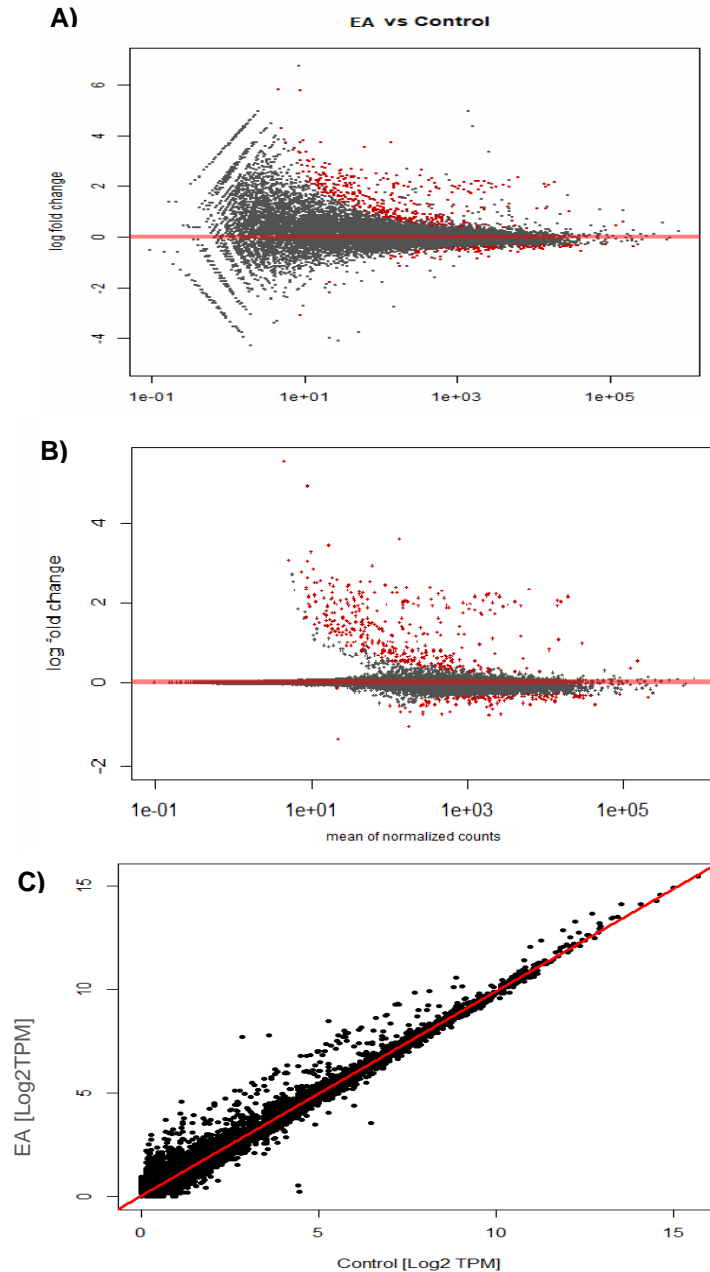 A)
EA vs Control
log fold change
6
4
2
0
-2
-4
1e-01 1e+01 1e+03 1e+05
B)
log fold change
4
2
0
-2
1e-01 1e+01 1e+03 1e+05
mean of normalized counts
C)
EA [Log2TPM]
15
10
5
0
0 5 10 15
Control [Log2 TPM]